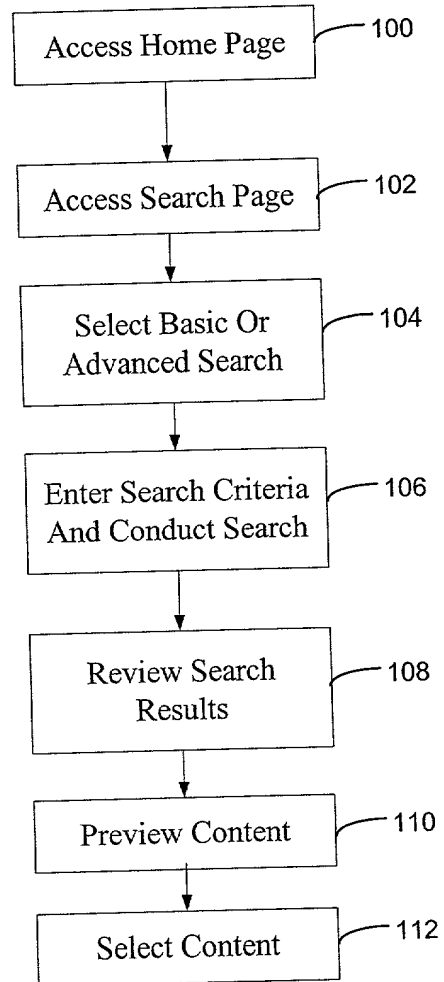 Access Home Page
100
Access Search Page
102
Select Basic Or
Advanced Search
104
Enter Search Criteria
And Conduct Search
106
Review Search
Results
108
Preview Content
110
Select Content
112